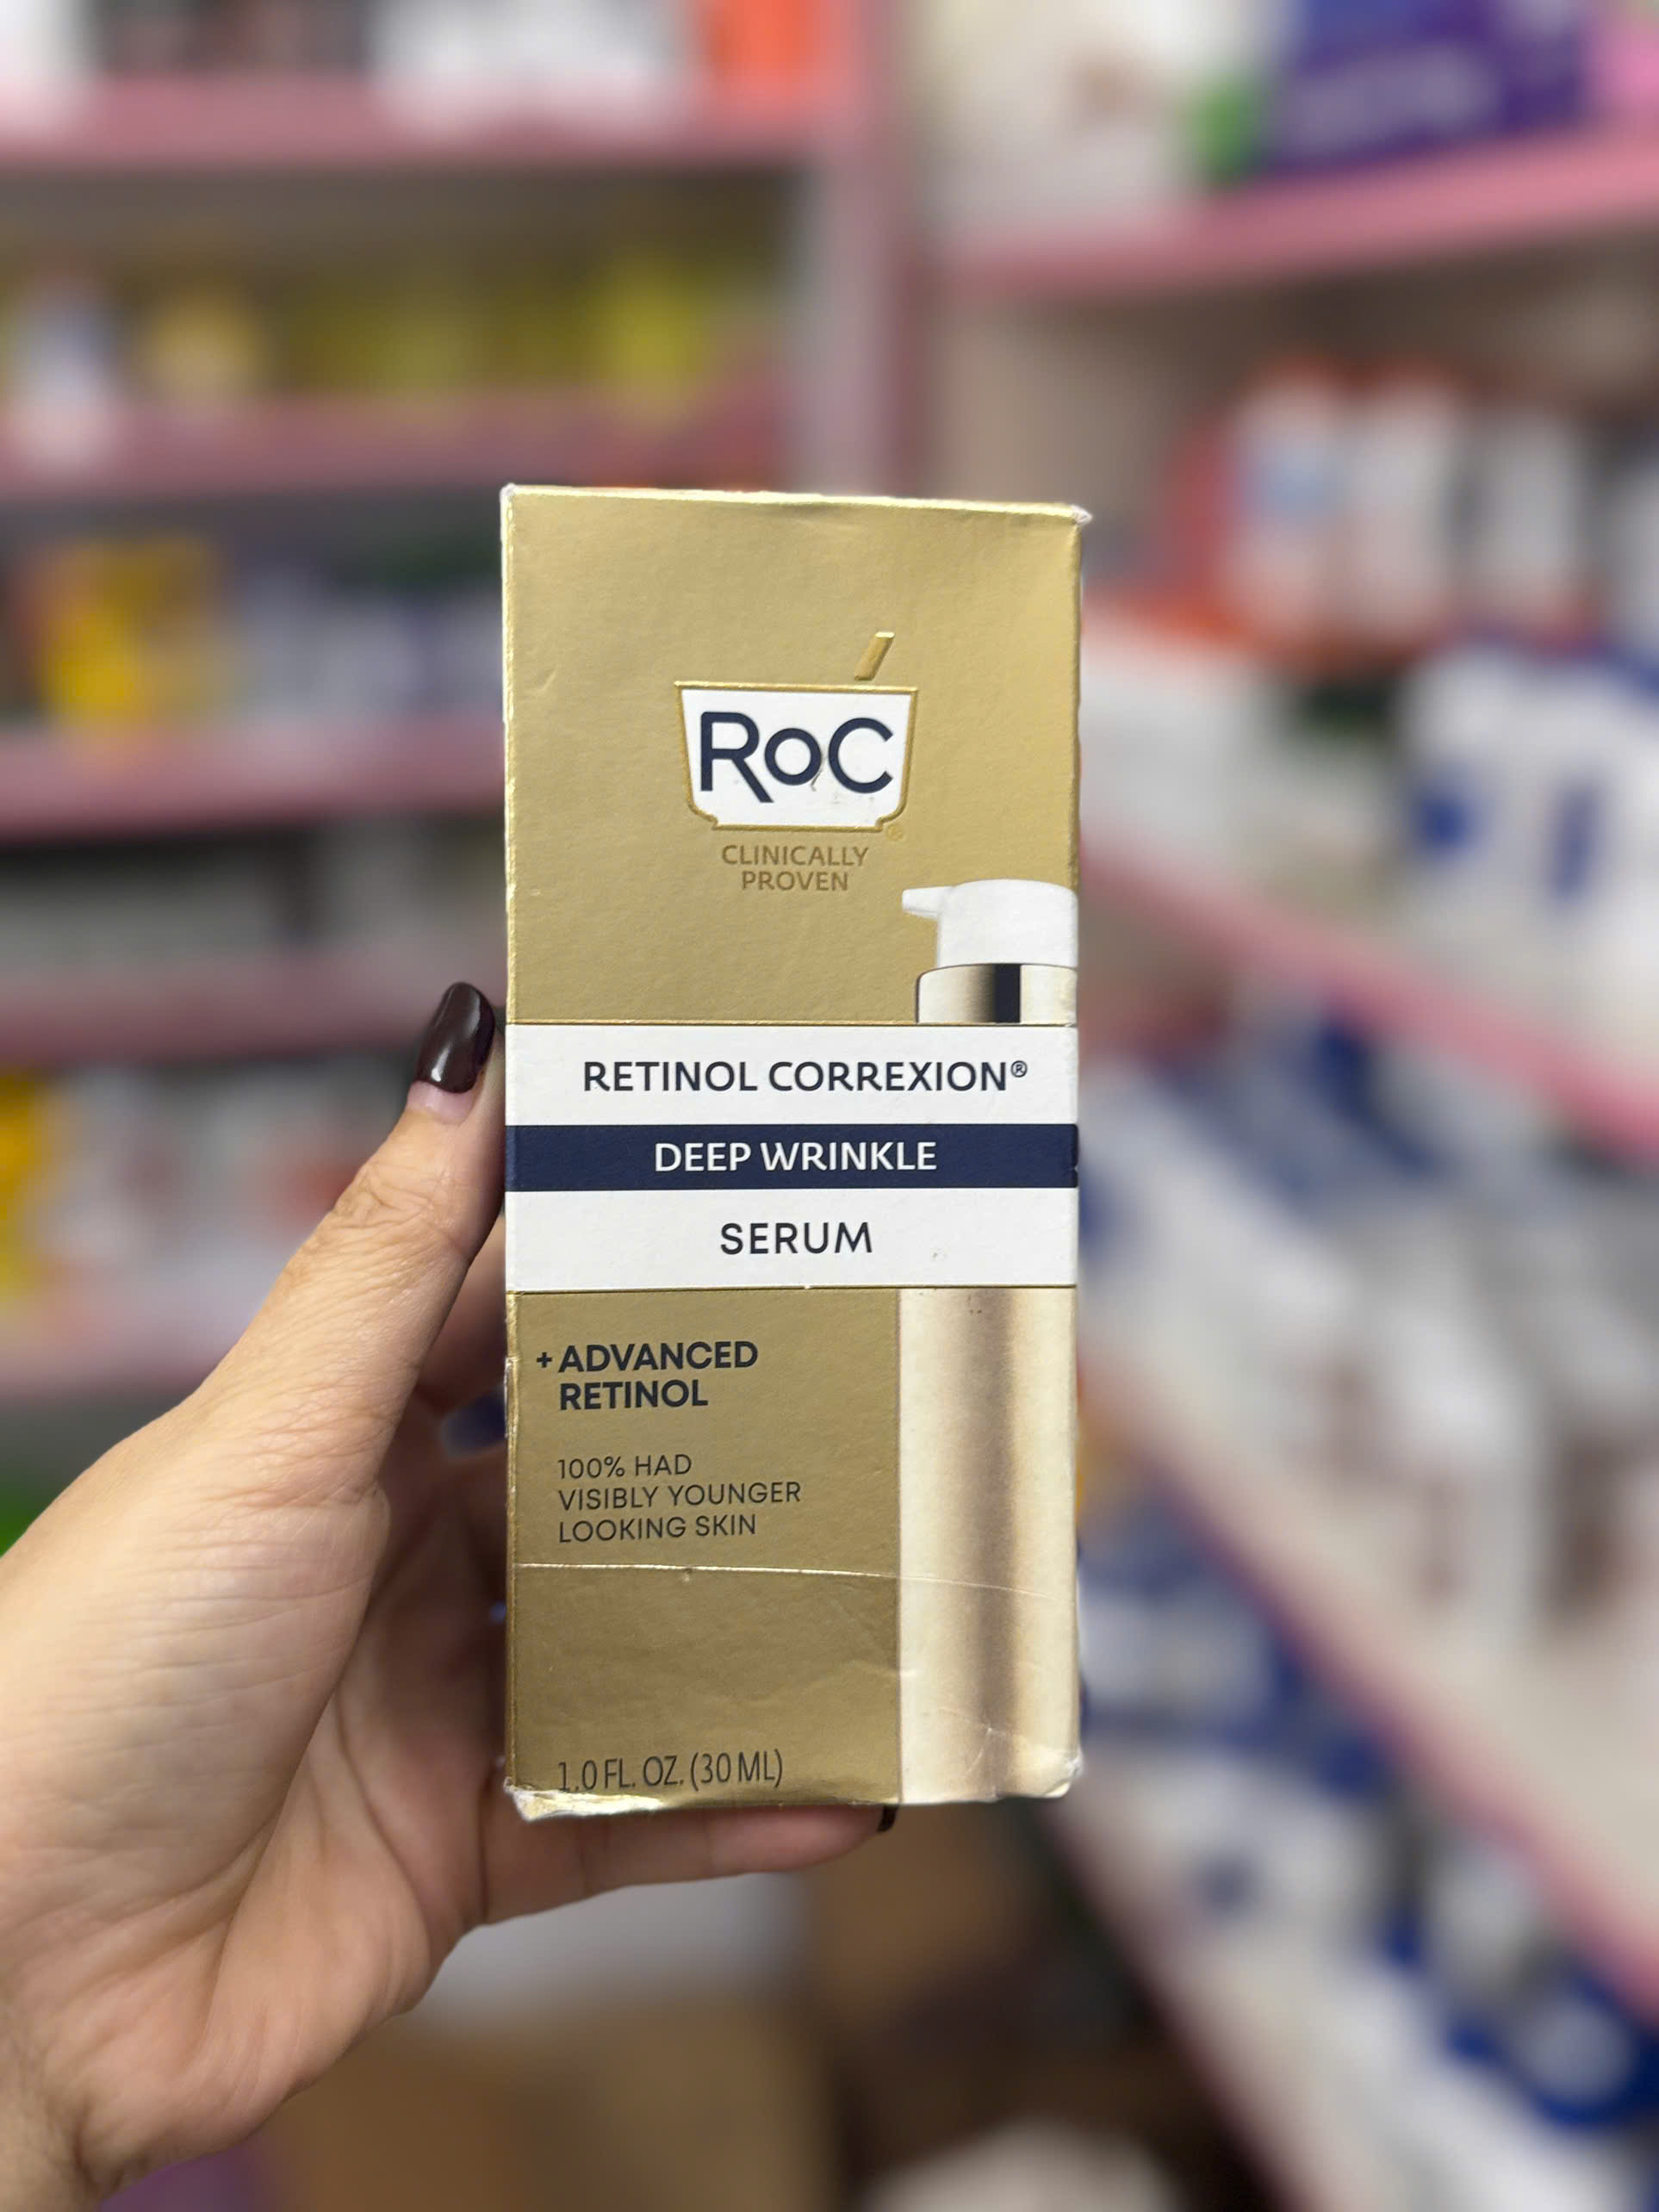 RoC®
CLINICALLY
PROVEN
RETINOL CORREXION®
DEEP WRINKLE
SERUM
+ ADVANCED
RETINOL
100% HAD
VISIBLY YOUNGER
LOOKING SKIN
1.0 FL. OZ. (30 ML)